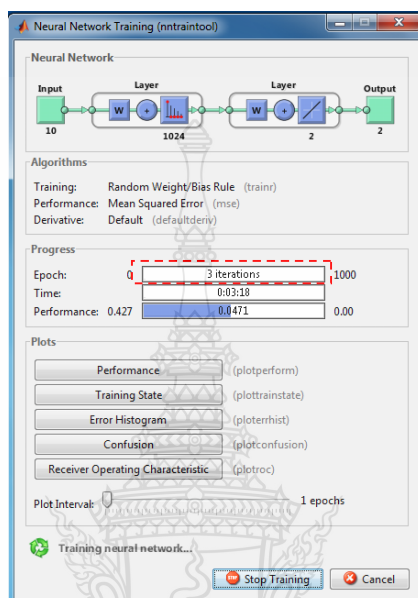 Neural Network Training (nntraintool)
Neural Network
Input
Layer
Layer
Output
W
+
W
+
10
1024
2
2
Algorithms
Training: Random Weight/Bias Rule (trainr)
Performance: Mean Squared Error (mse)
Derivative: Default (defaultderiv)
Progress
Epoch: 0 3 iterations 1000
Time: 0:03:18
Performance: 0.427 0.0471 0.00
Plots
Performance (plotperform)
Training State (plottrainstate)
Error Histogram (ploterrhist)
Confusion (plotconfusion)
Receiver Operating Characteristic (plotroc)
Plot Interval: 1 epochs
Training neural network...
STOP Stop Training Cancel